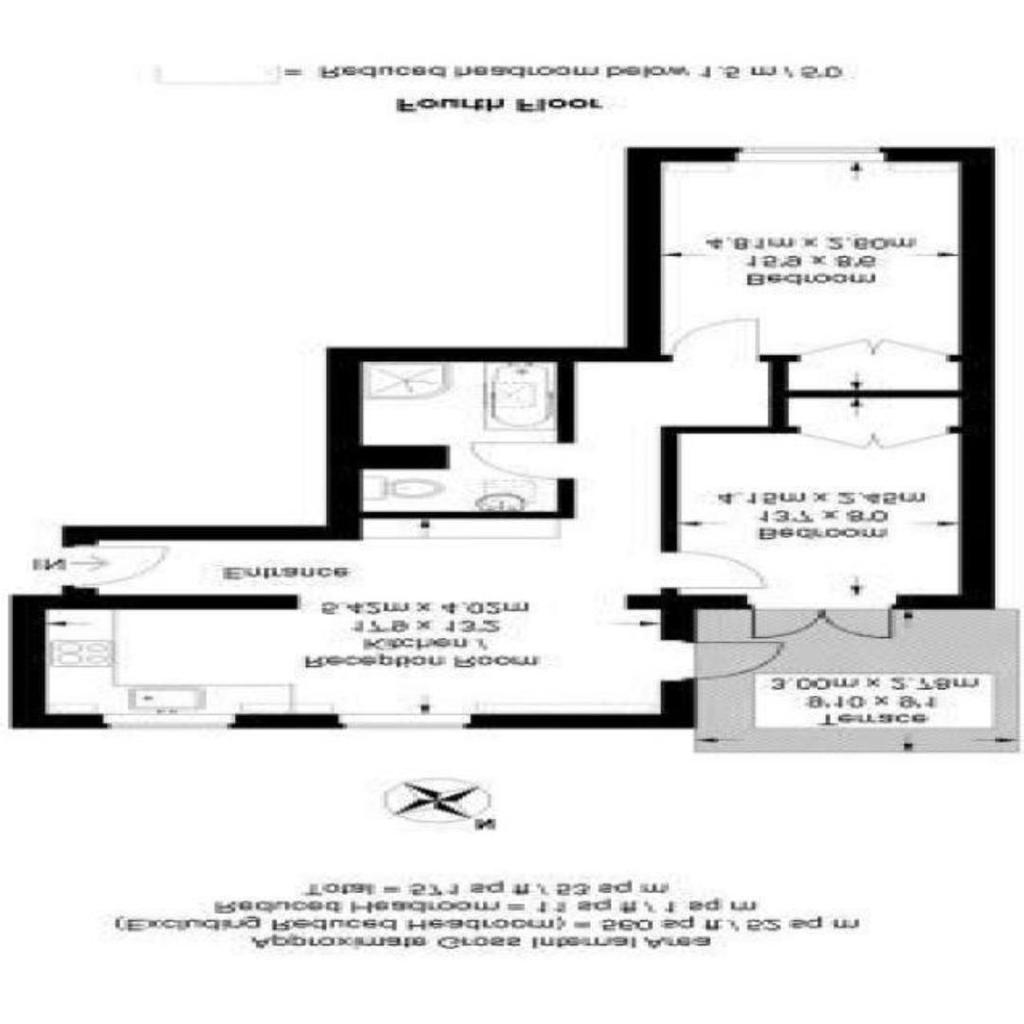 Approximate Gross Internal Area
(Excluding Reduced Headroom) = 560 sq ft / 52 sq m
Reduced Headroom = 11 sq ft / 1 sq m
Total = 571 sq ft / 53 sq m
N
Terrace
9'10 x 9'1
3.00m x 2.78m
Reception Room
Kitchen /
17'9 x 13'2
5.42m x 4.02m
Entrance
IN
Bedroom
13'7 x 8'0
4.15m x 2.45m
Bedroom
15'9 x 8'6
4.81m x 2.60m
Fourth Floor
= Reduced headroom below 1.5 m / 5'0